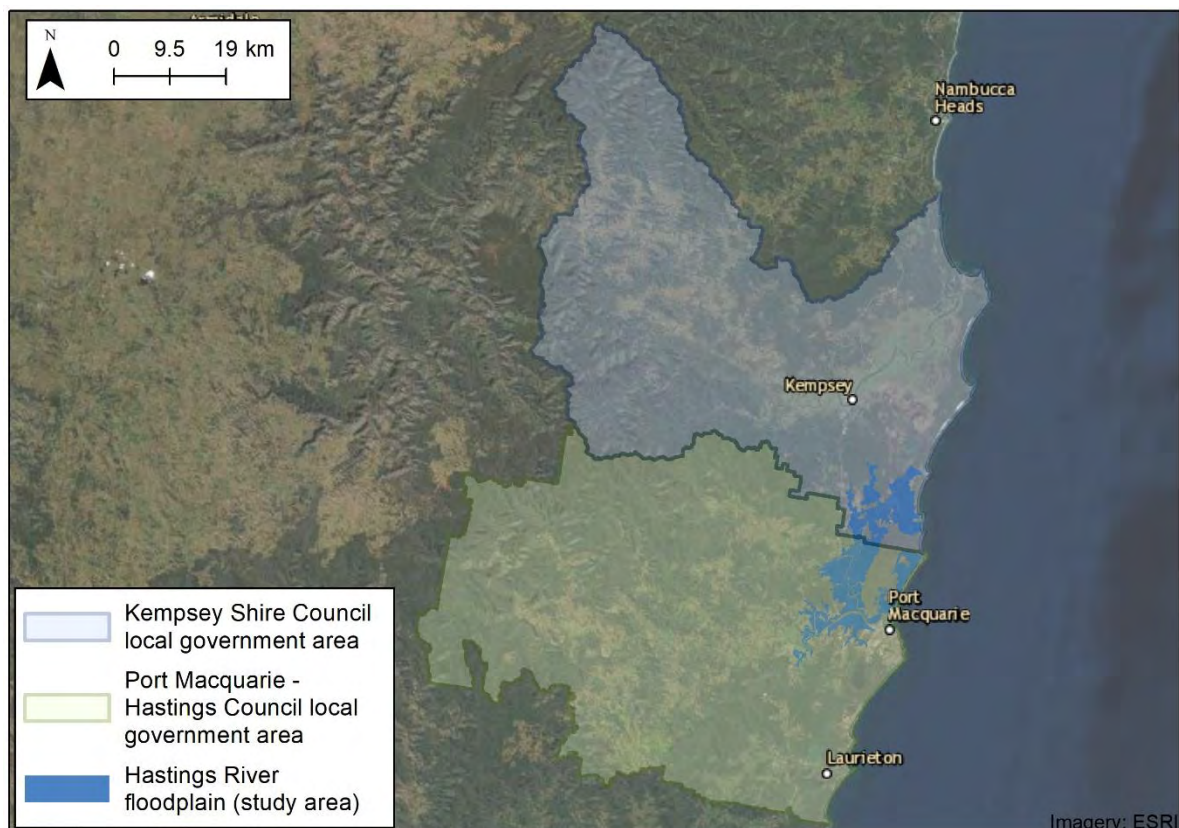 Armidale
N
0 9.5 19 km
Nambucca
Heads
Kempsey
Port
Macquarie
Laurieton
Kempsey Shire Council
local government area
Port Macquarie -
Hastings Council local
government area
Hastings River
floodplain (study area)
Imagery: ESRI